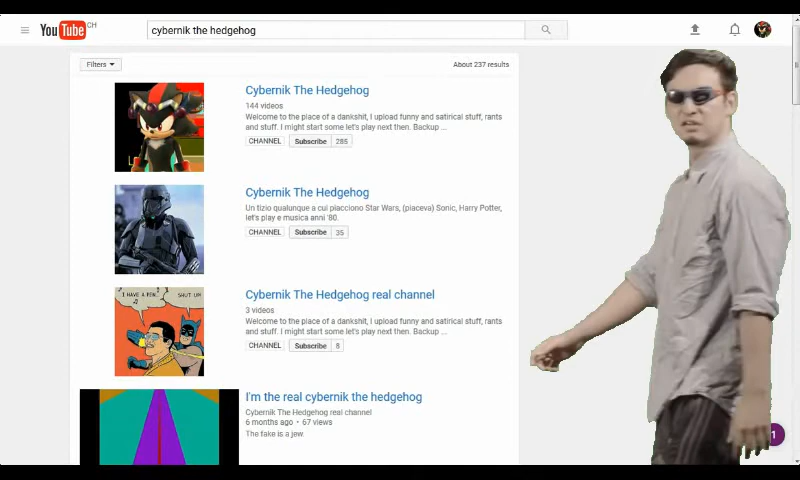 YouTube CH
cybernik the hedgehog
Filters
About 237 results
Cybernik The Hedgehog
144 videos
Welcome to the place of a dankshit, I upload funny and satirical stuff, rants
and stuff. I might start some let's play next then. Backup ...
CHANNEL Subscribe 285
Cybernik The Hedgehog
Un tizio qualunque a cui piacciono Star Wars, (piaceva) Sonic, Harry Potter,
let's play e musica anni '80.
CHANNEL Subscribe 35
I HAVE A PEN...
SHUT UP!
Cybernik The Hedgehog real channel
3 videos
Welcome to the place of a dankshit, I upload funny and satirical stuff, rants
and stuff. I might start some let's play next then. Backup ...
CHANNEL Subscribe 8
I'm the real cybernik the hedgehog
Cybernik The Hedgehog real channel
6 months ago • 67 views
The fake is a jew.
1